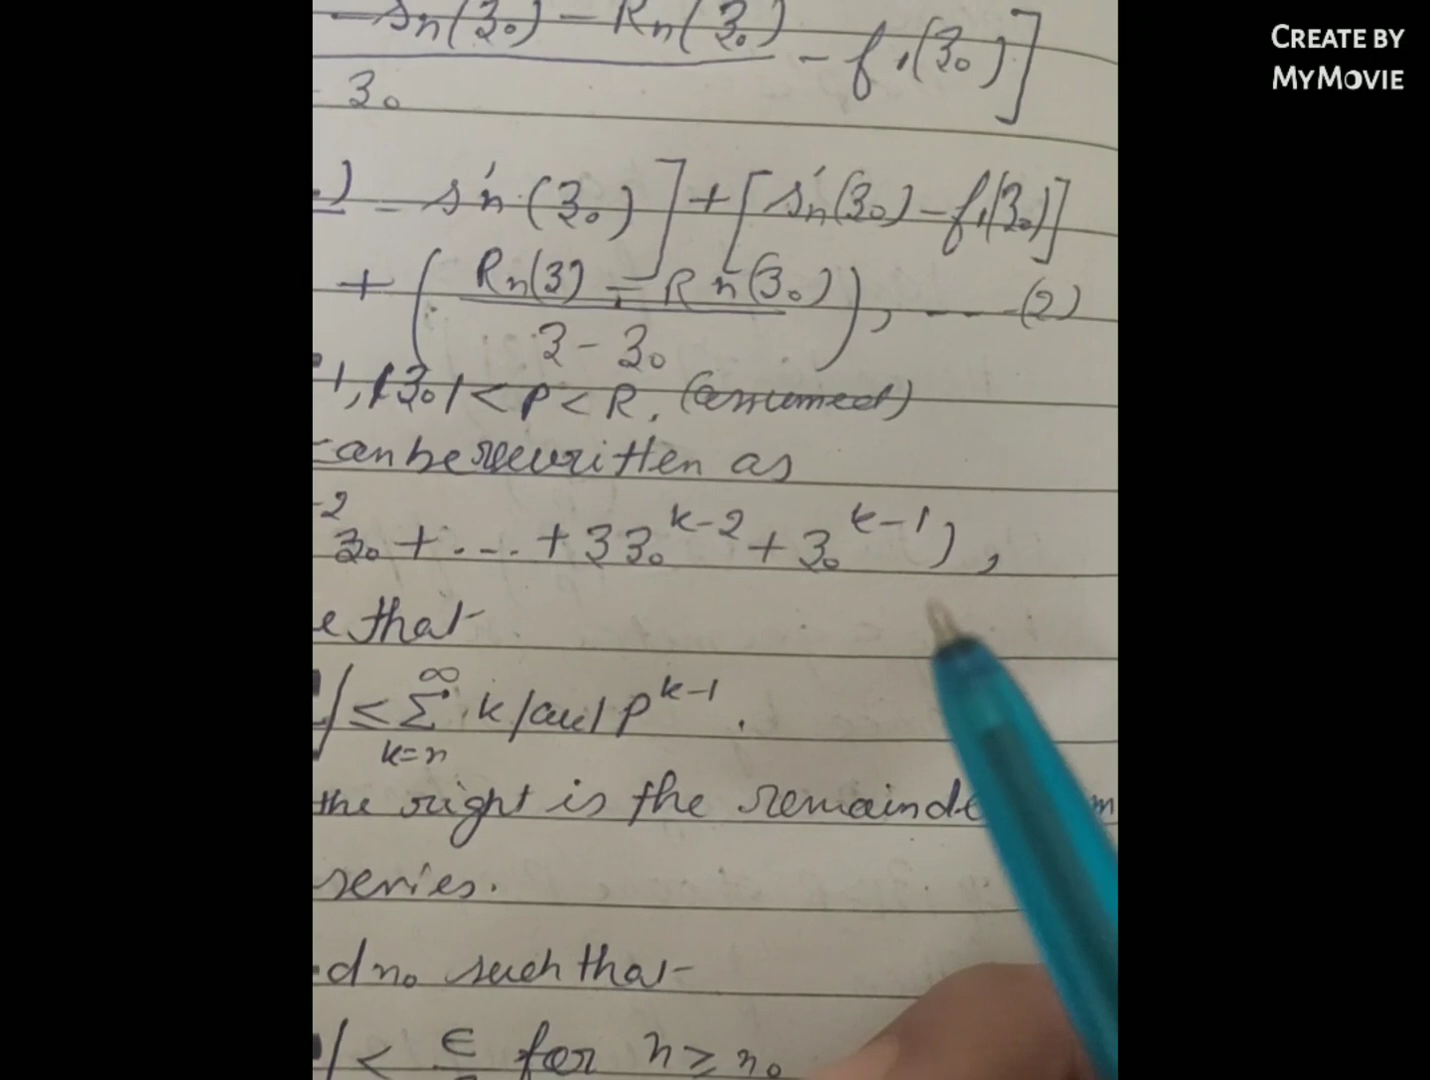 - Sn(z₀) - Rn(z₀) - f₁(z₀)]
z₀
CREATE BY
MYMOVIE
) - s'n(z₀)] + [s'n(z₀) - f₁(z₀)]
+ (Rn(z) - Rn(z₀)), --- (2)
z - z₀
|, |z₀| < ρ < R. (assumed)
can be rewritten as
-2 z₀ + .... + z z₀^(k-2) + z₀^(k-1)),
e that
| ≤ ∑ k=n ∞ k |ak| ρ^(k-1).
the right is the remainde m
series.
d n₀ such that
| < ε for n ≥ n₀